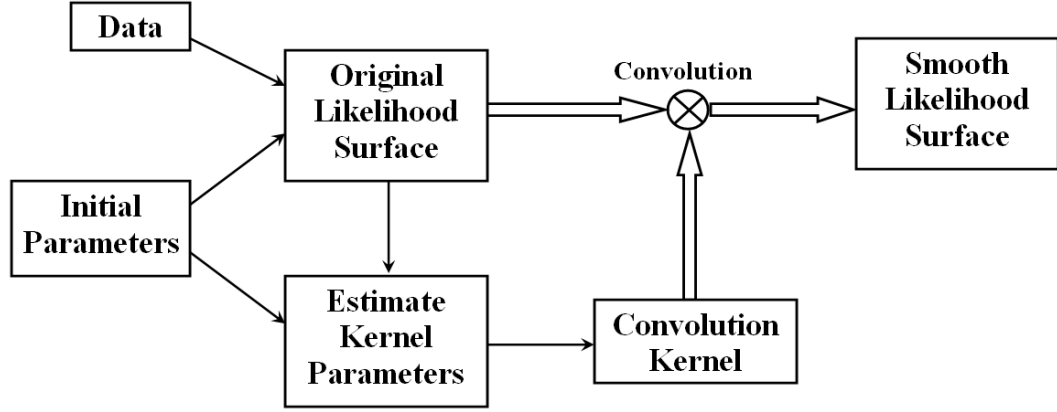 Data
Original
Likelihood
Surface
Convolution
Smooth
Likelihood
Surface
Initial
Parameters
Estimate
Kernel
Parameters
Convolution
Kernel